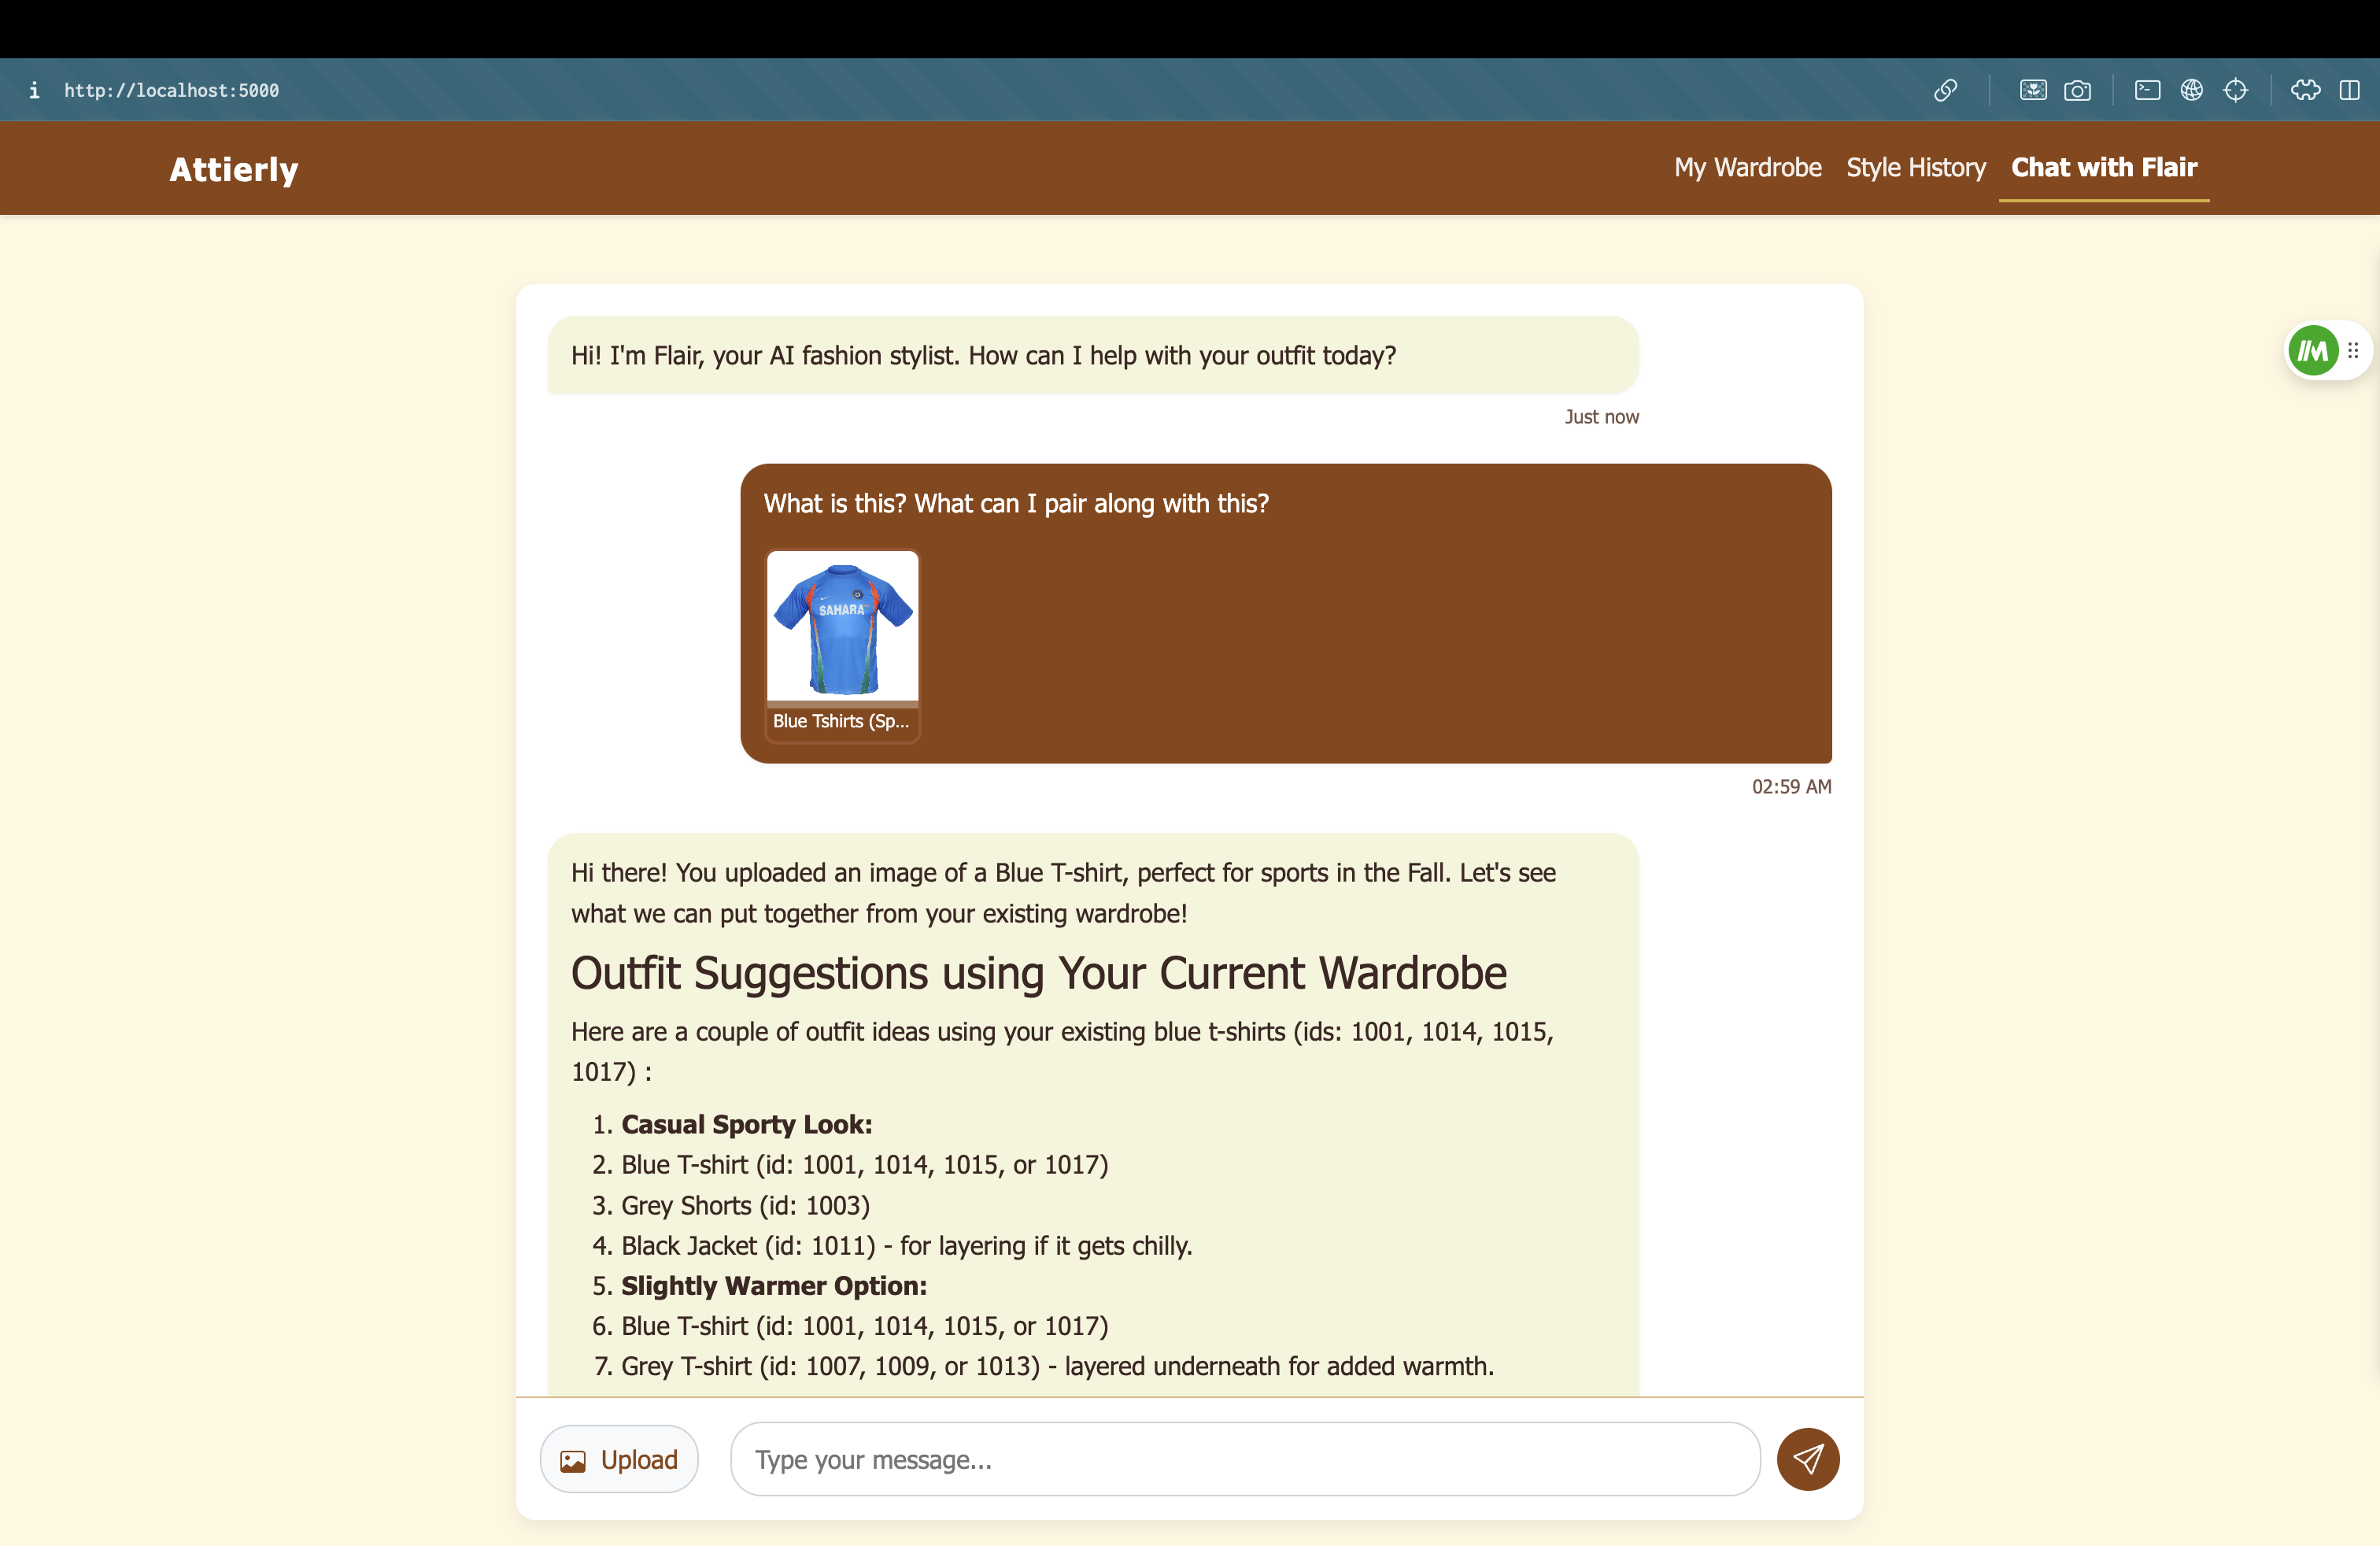 http://localhost:5000
Attierly
My Wardrobe
Style History
Chat with Flair
Hi! I'm Flair, your AI fashion stylist. How can I help with your outfit today?
Just now
What is this? What can I pair along with this?
SAHARA
Blue Tshirts (Sp...
02:59 AM
Hi there! You uploaded an image of a Blue T-shirt, perfect for sports in the Fall. Let's see
what we can put together from your existing wardrobe!
Outfit Suggestions using Your Current Wardrobe
Here are a couple of outfit ideas using your existing blue t-shirts (ids: 1001, 1014, 1015,
1017) :
1. Casual Sporty Look:
2. Blue T-shirt (id: 1001, 1014, 1015, or 1017)
3. Grey Shorts (id: 1003)
4. Black Jacket (id: 1011) - for layering if it gets chilly.
5. Slightly Warmer Option:
6. Blue T-shirt (id: 1001, 1014, 1015, or 1017)
7. Grey T-shirt (id: 1007, 1009, or 1013) - layered underneath for added warmth.
Upload
Type your message...